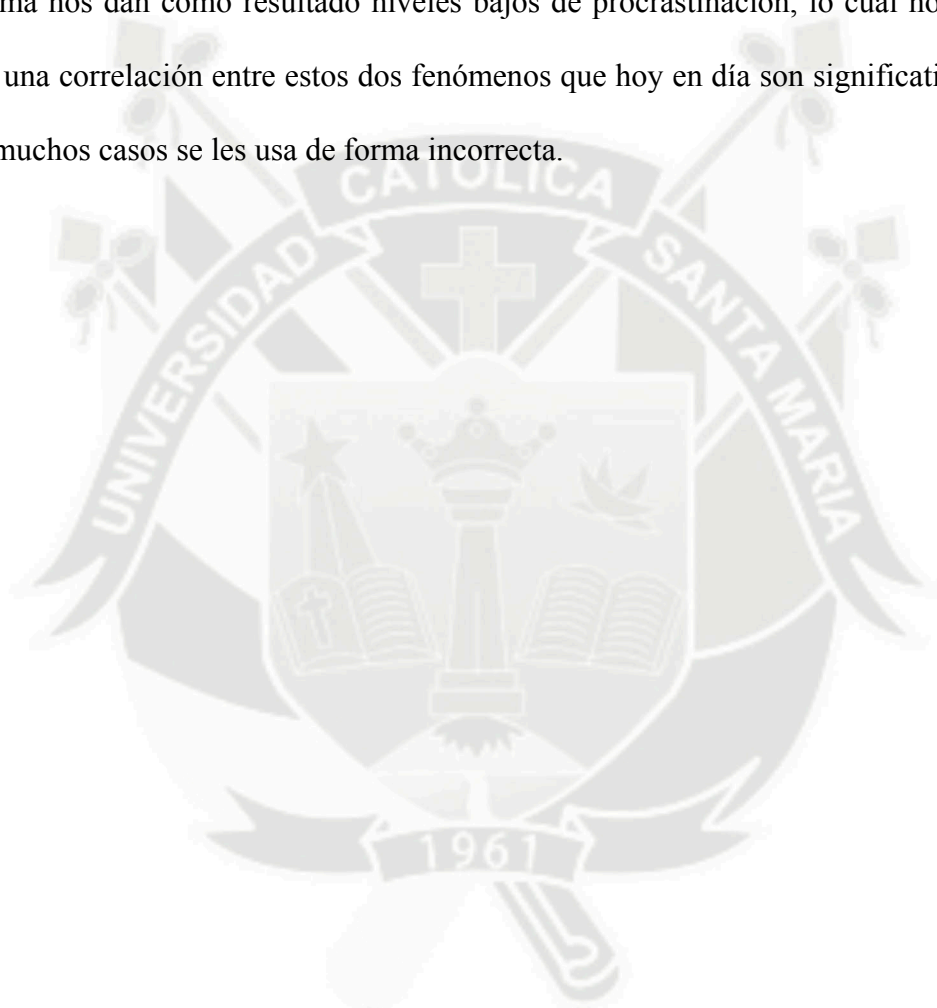 ma nos dan como resultado niveles bajos de procrastinación, lo cual no
una correlación entre estos dos fenómenos que hoy en día son significati
muchos casos se les usa de forma incorrecta.
CATOLICA
UNIVERSIDAD
SANTA MARIA
1961